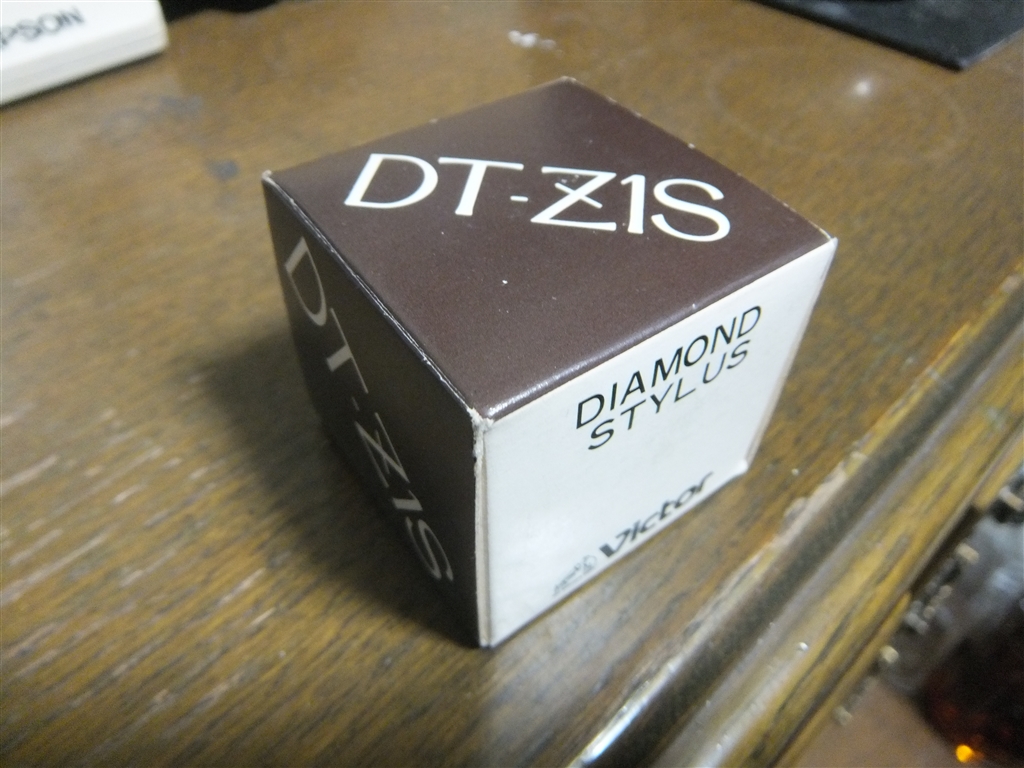 PSON
DT-Z1S
DT-Z1S
DIAMOND
STYLUS
Victor